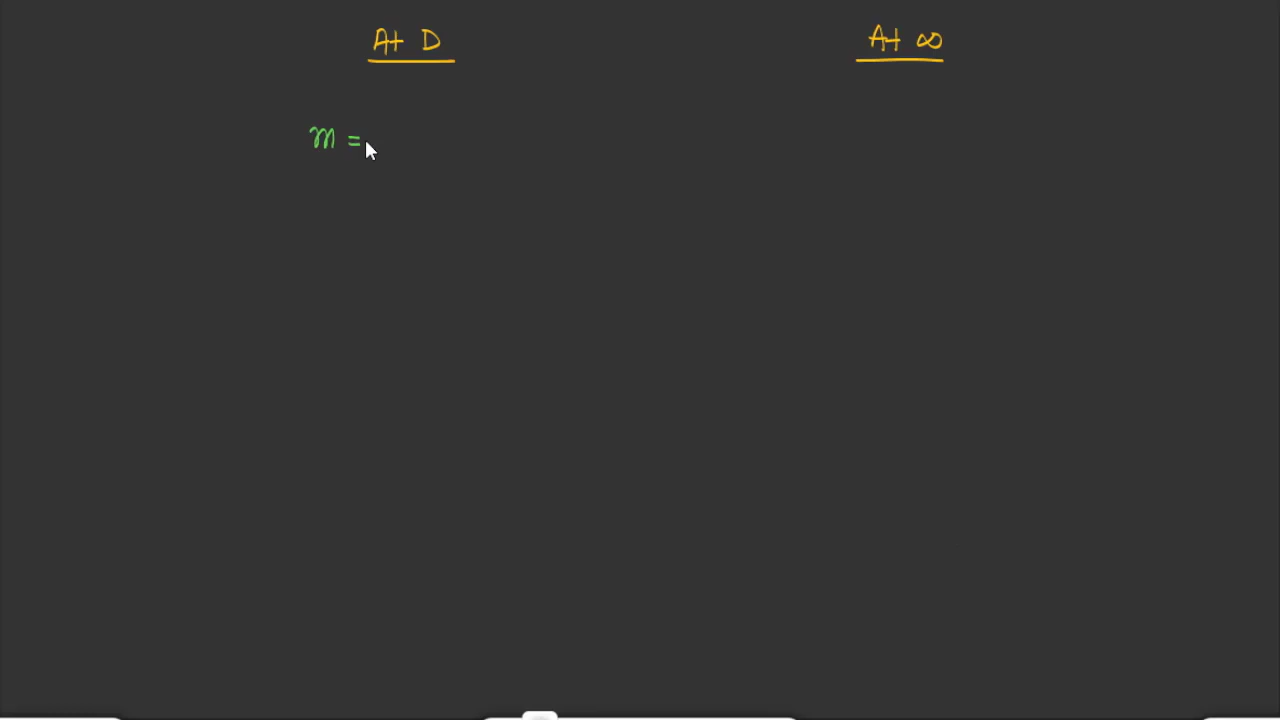 At D
At ∞
m =